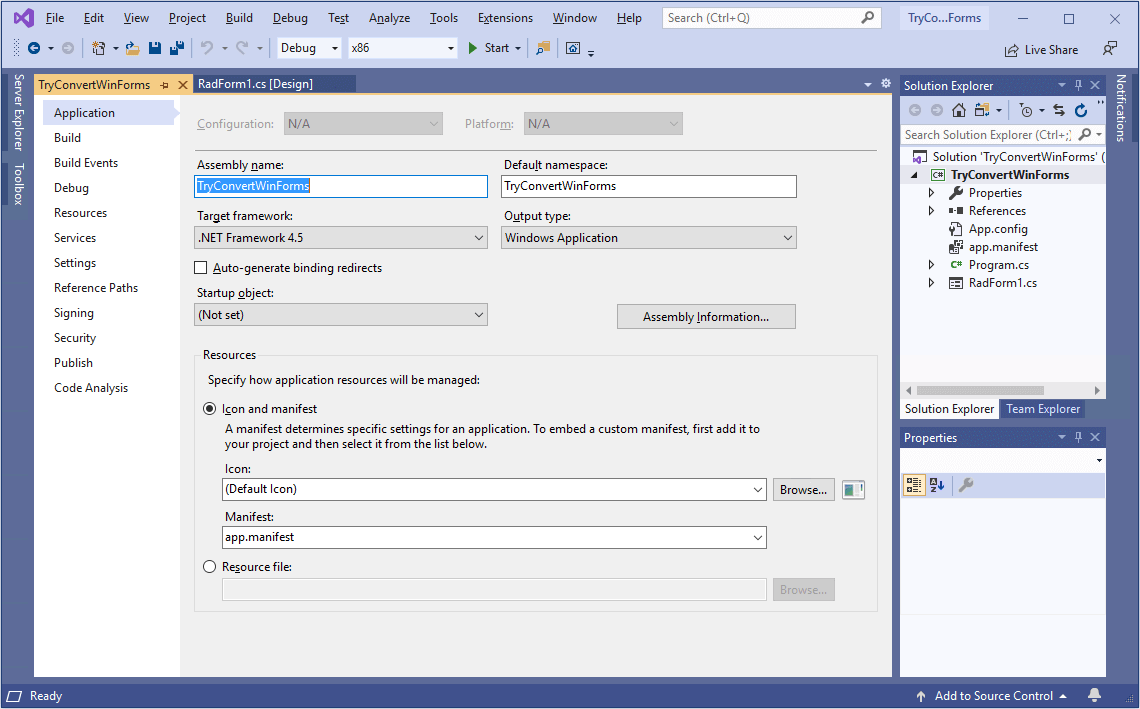 File Edit View Project Build Debug Test Analyze Tools Extensions Window Help Search (Ctrl+Q) TryCo...Forms
Debug x86 Start Live Share
Server Explorer
Toolbox
TryConvertWinForms RadForm1.cs [Design]
Application
Build
Build Events
Debug
Resources
Services
Settings
Reference Paths
Signing
Security
Publish
Code Analysis
Configuration: N/A Platform: N/A
Assembly name: Default namespace:
TryConvertWinForms TryConvertWinForms
Target framework: Output type:
.NET Framework 4.5 Windows Application
Auto-generate binding redirects
Startup object:
(Not set) Assembly Information...
Resources
Specify how application resources will be managed:
Icon and manifest
A manifest determines specific settings for an application. To embed a custom manifest, first add it to
your project and then select it from the list below.
Icon:
(Default Icon) Browse...
Manifest:
app.manifest
Resource file:
Browse...
Solution Explorer
Search Solution Explorer (Ctrl+;)
Solution 'TryConvertWinForms' (
C# TryConvertWinForms
Properties
References
App.config
app.manifest
C# Program.cs
RadForm1.cs
Solution Explorer Team Explorer
Properties
Notifications
Ready Add to Source Control